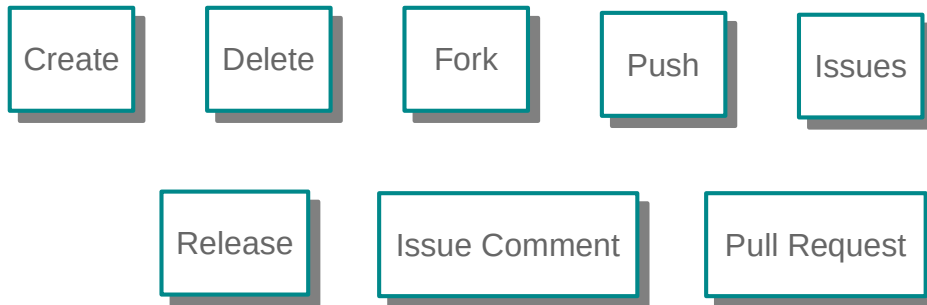 Create
Delete
Fork
Push
Issues
Release
Issue Comment
Pull Request